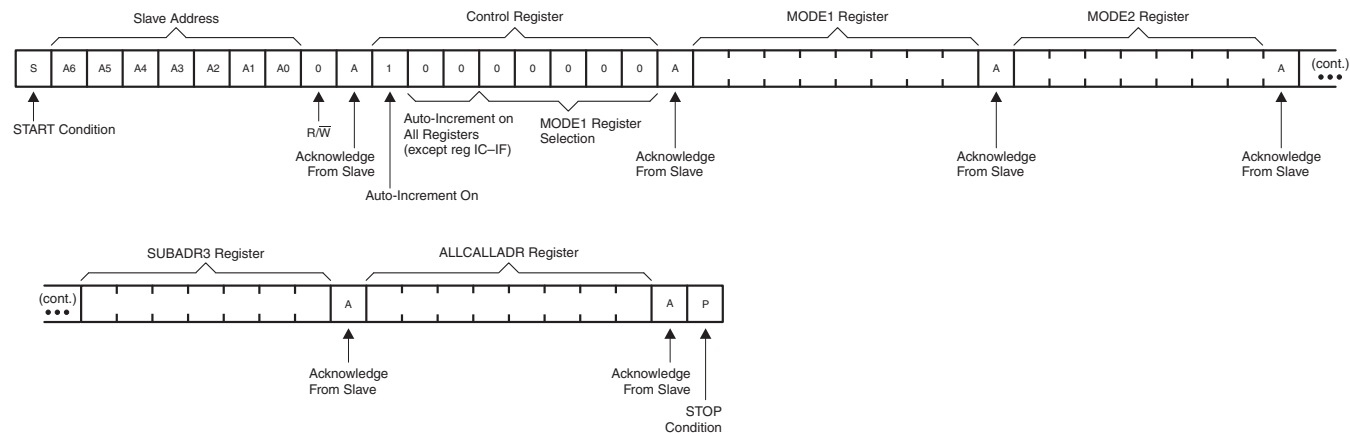 Slave Address
Control Register
MODE1 Register
MODE2 Register
S A6 A5 A4 A3 A2 A1 A0 0 A 1 0 0 0 0 0 0 0 A A A (cont.)
START Condition
R/W̅
Acknowledge
From Slave
Auto-Increment On
Auto-Increment on
All Registers
(except reg IC–IF)
MODE1 Register
Selection
Acknowledge
From Slave
Acknowledge
From Slave
Acknowledge
From Slave
SUBADR3 Register
ALLCALLADR Register
(cont.) A A P
Acknowledge
From Slave
Acknowledge
From Slave
STOP
Condition